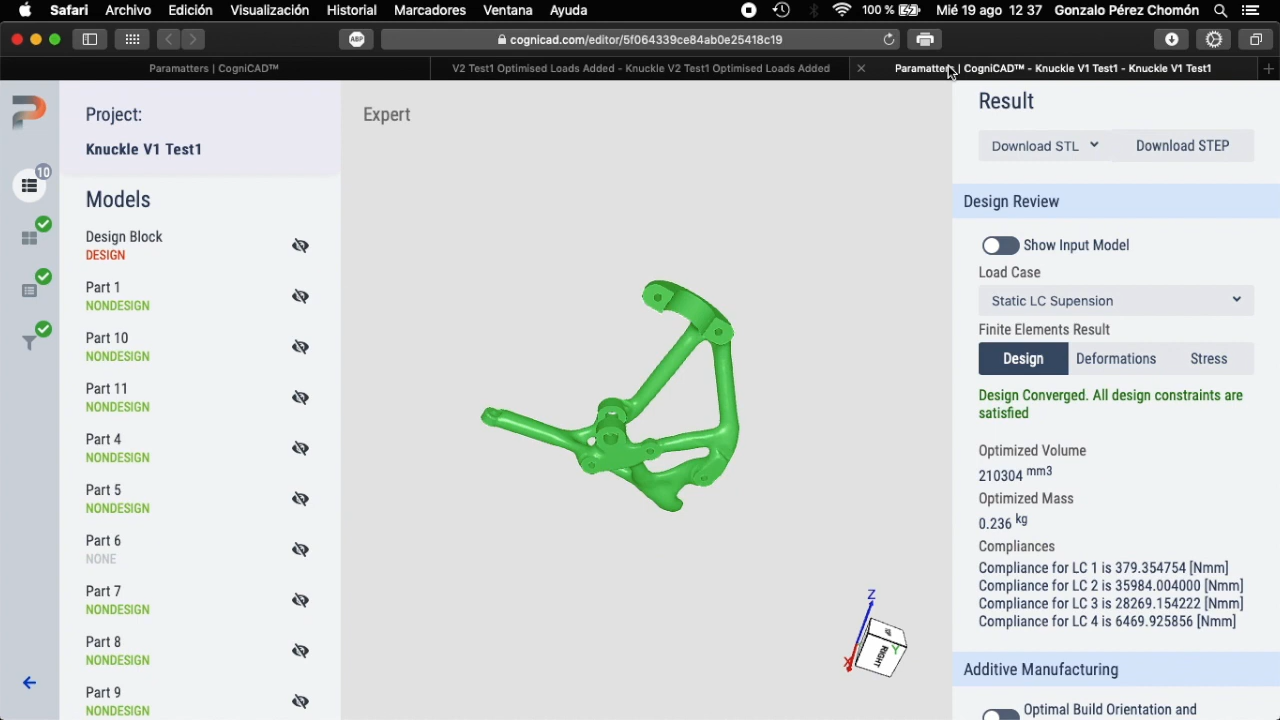 Safari Archivo Edición Visualización Historial Marcadores Ventana Ayuda 100 % Mié 19 ago 12 37 Gonzalo Pérez Chomón
ABP cognicad.com/editor/5f064339ce84ab0e25418c19
Paramatters | CogniCAD™ V2 Test1 Optimised Loads Added - Knuckle V2 Test1 Optimised Loads Added Paramatters | CogniCAD™ - Knuckle V1 Test1 - Knuckle V1 Test1
Project:
Knuckle V1 Test1
10
Models
Design Block
DESIGN
Part 1
NONDESIGN
Part 10
NONDESIGN
Part 11
NONDESIGN
Part 4
NONDESIGN
Part 5
NONDESIGN
Part 6
NONE
Part 7
NONDESIGN
Part 8
NONDESIGN
Part 9
NONDESIGN
Expert
Z
X
Y
RIGHT
Result
Download STL Download STEP
Design Review
Show Input Model
Load Case
Static LC Supension
Finite Elements Result
Design Deformations Stress
Design Converged. All design constraints are
satisfied
Optimized Volume
210304 mm3
Optimized Mass
0.236 kg
Compliances
Compliance for LC 1 is 379.354754 [Nmm]
Compliance for LC 2 is 35984.004000 [Nmm]
Compliance for LC 3 is 28269.154222 [Nmm]
Compliance for LC 4 is 6469.925856 [Nmm]
Additive Manufacturing
Optimal Build Orientation and